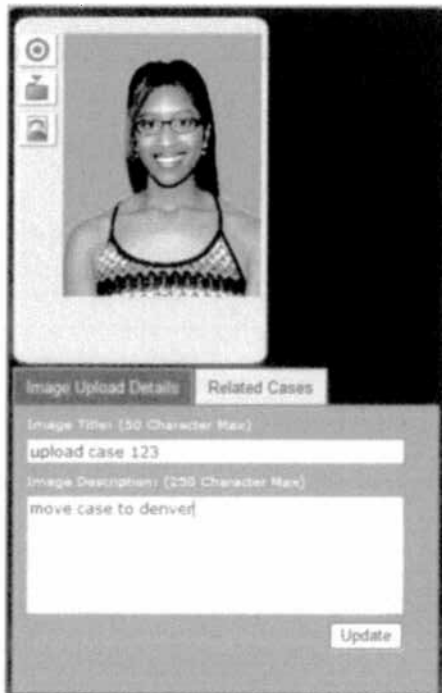 Image Upload Details
Related Cases
Image Title: (50 Character Max)
upload case 123
Image Description: (250 Character Max)
move case to denver
Update